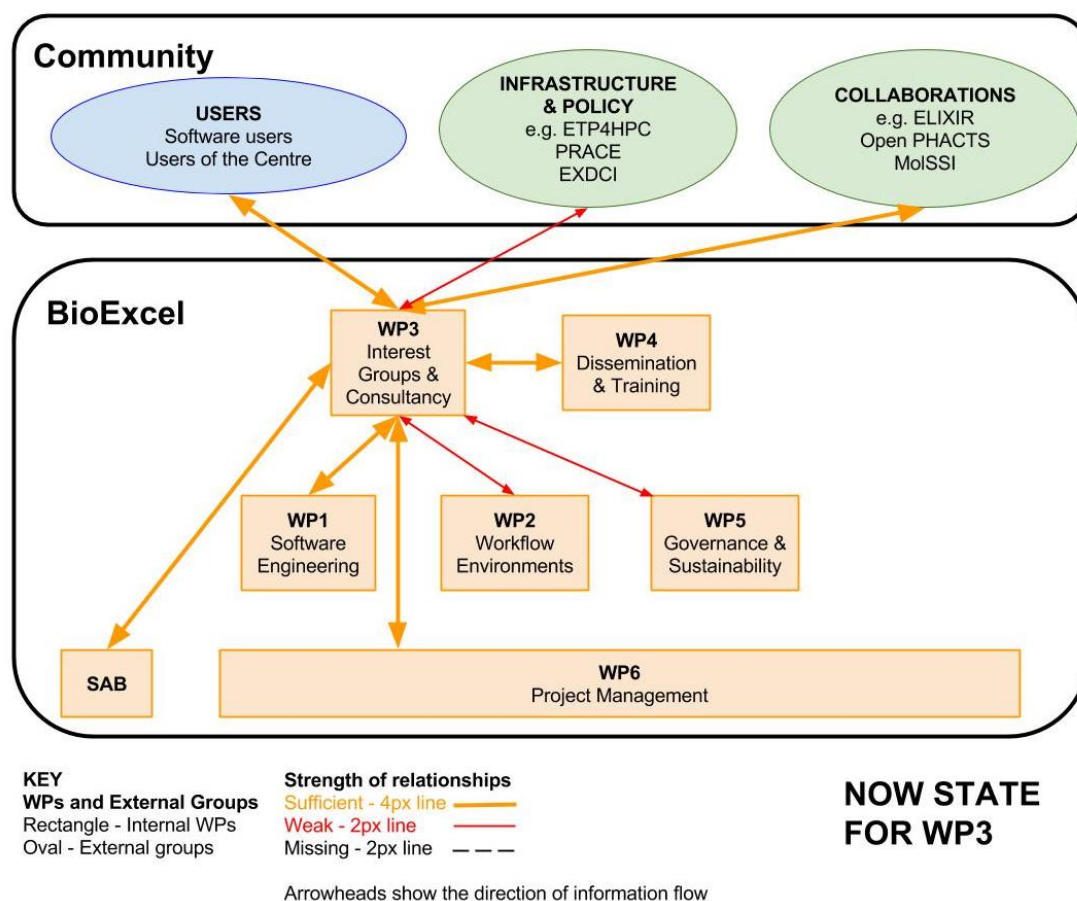 Community
USERS
Software users
Users of the Centre
INFRASTRUCTURE
& POLICY
e.g. ETP4HPC
PRACE
EXDCI
COLLABORATIONS
e.g. ELIXIR
Open PHACTS
MolSSI
BioExcel
WP3
Interest
Groups &
Consultancy
WP4
Dissemination
& Training
WP1
Software
Engineering
WP2
Workflow
Environments
WP5
Governance &
Sustainability
SAB
WP6
Project Management
KEY
WPs and External Groups
Rectangle - Internal WPs
Oval - External groups
Strength of relationships
Sufficient - 4px line
Weak - 2px line
Missing - 2px line
Arrowheads show the direction of information flow
NOW STATE
FOR WP3